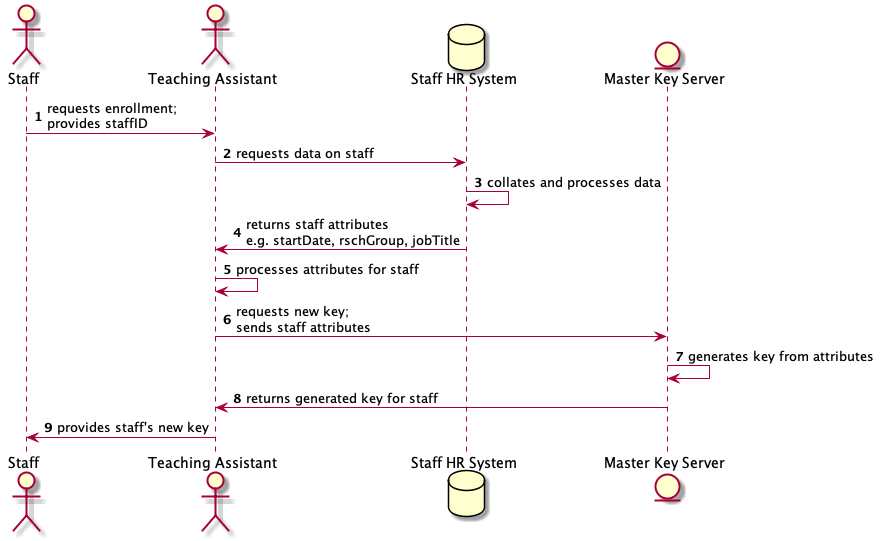 Staff
Teaching Assistant
Staff HR System
Master Key Server
1 requests enrollment;
provides staffID
2 requests data on staff
3 collates and processes data
4 returns staff attributes
e.g. startDate, rschGroup, jobTitle
5 processes attributes for staff
6 requests new key;
sends staff attributes
7 generates key from attributes
8 returns generated key for staff
9 provides staff's new key
Staff
Teaching Assistant
Staff HR System
Master Key Server